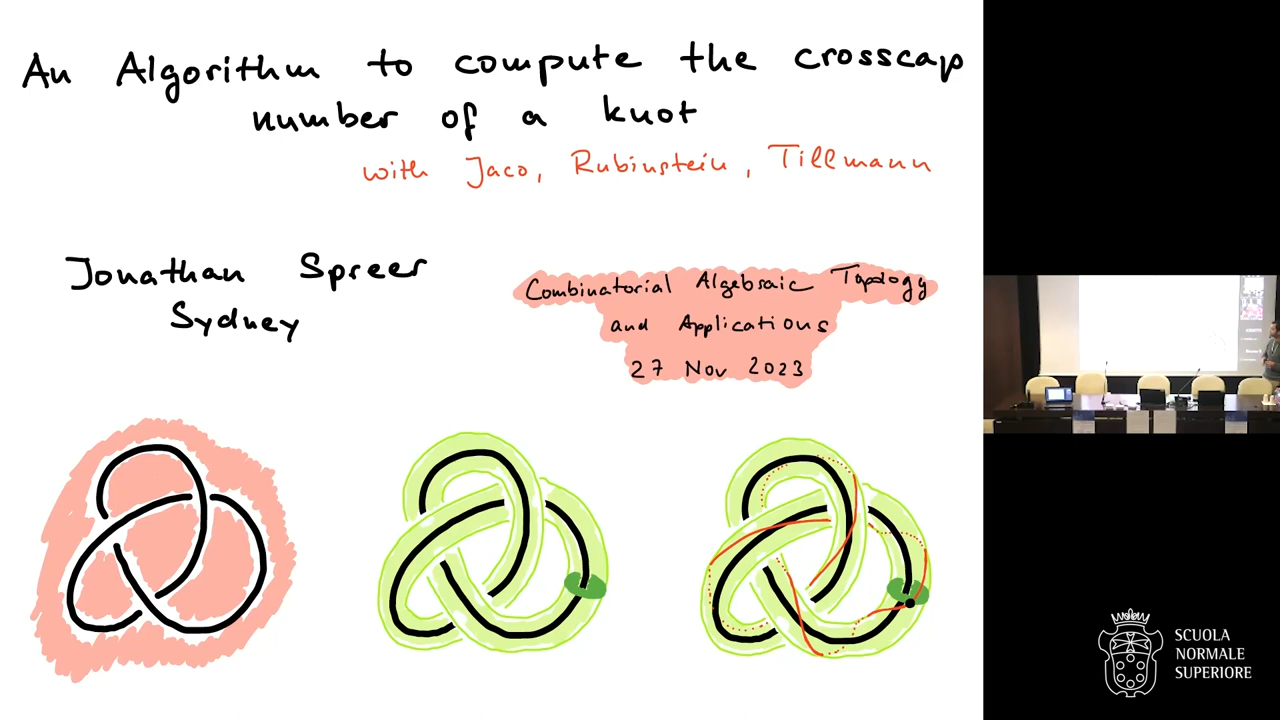 An Algorithm to compute the crosscap
number of a knot
with Jaco, Rubinstein, Tillmann
Jonathan Spreer
Sydney
Combinatorial Algebraic Topology
and Applications
27 Nov 2023
SCUOLA
NORMALE
SUPERIORE